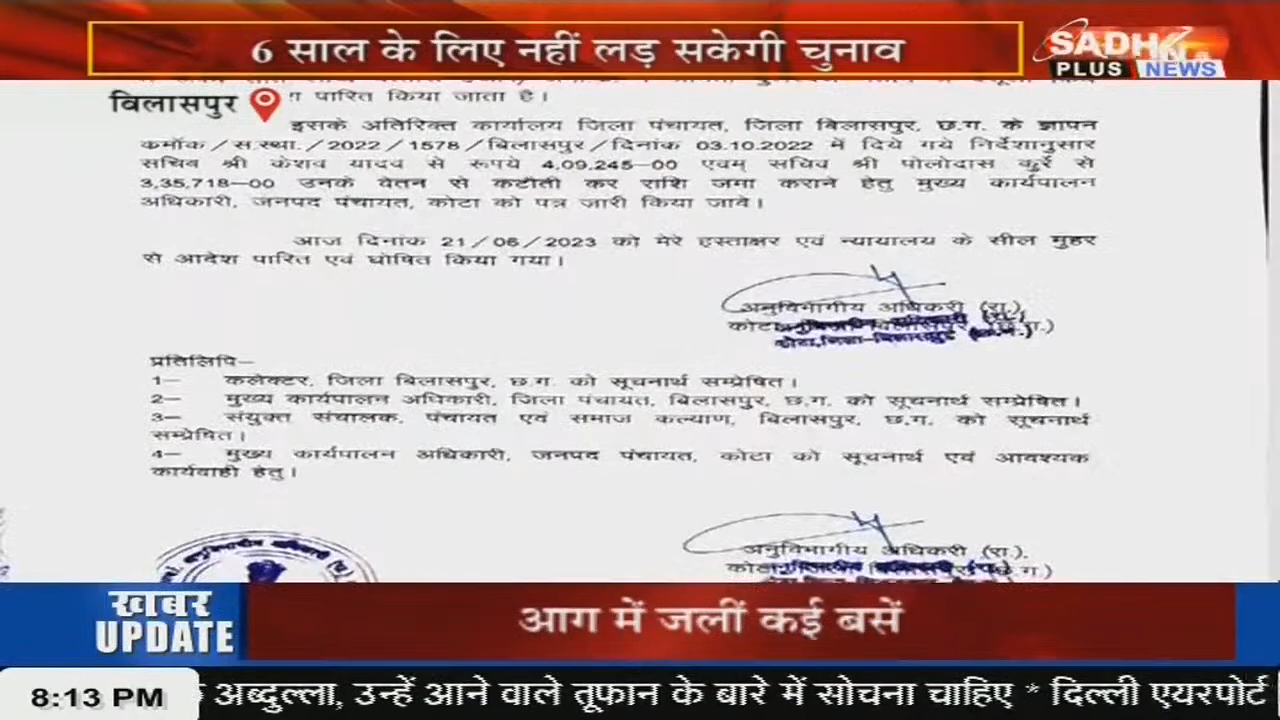 6 साल के लिए नहीं लड़ सकेगी चुनाव
SADHNA
PLUS NEWS
बिलासपुर
पारित किया जाता है।
इसके अतिरिक्त कार्यालय जिला पंचायत, जिला बिलासपुर, छ.ग. के ज्ञापन
कमॉक/स.स्था./2022/1578/बिलासपुर/दिनांक 03.10.2022 में दिये गये निर्देशानुसार
सचिव श्री केशव यादव से रूपये 4,09,245-00 एवम् सचिव श्री पोलोदास कुर्रे से
3,35,718-00 उनके वेतन से कटौती कर राशि जमा कराने हेतु मुख्य कार्यपालन
अधिकारी, जनपद पंचायत, कोटा को पत्र जारी किया जावे।
आज दिनांक 21/06/2023 को मेरे हस्ताक्षर एवं न्यायालय के सील मुहर
से आदेश पारित एवं घोषित किया गया।
अनुविभागीय अधिकरी (रा.),
कोटा, जिला-बिलासपुर (छ.ग.)
प्रतिलिपि-
1- कलेक्टर, जिला बिलासपुर, छ.ग. को सूचनार्थ सम्प्रेषित।
2- मुख्य कार्यपालन अधिकारी, जिला पंचायत, बिलासपुर, छ.ग. को सूचनार्थ सम्प्रेषित।
3- संयुक्त संचालक, पंचायत एवं समाज कल्याण, बिलासपुर, छ.ग. को सूचनार्थ
सम्प्रेषित।
4- मुख्य कार्यपालन अधिकारी, जनपद पंचायत, कोटा को सूचनार्थ एवं आवश्यक
कार्यवाही हेतु।
अनुविभागीय अधिकरी (रा.),
खबर
UPDATE
आग में जलीं कई बसें
8:13 PM
अब्दुल्ला, उन्हें आने वाले तूफान के बारे में सोचना चाहिए * दिल्ली एयरपोर्ट